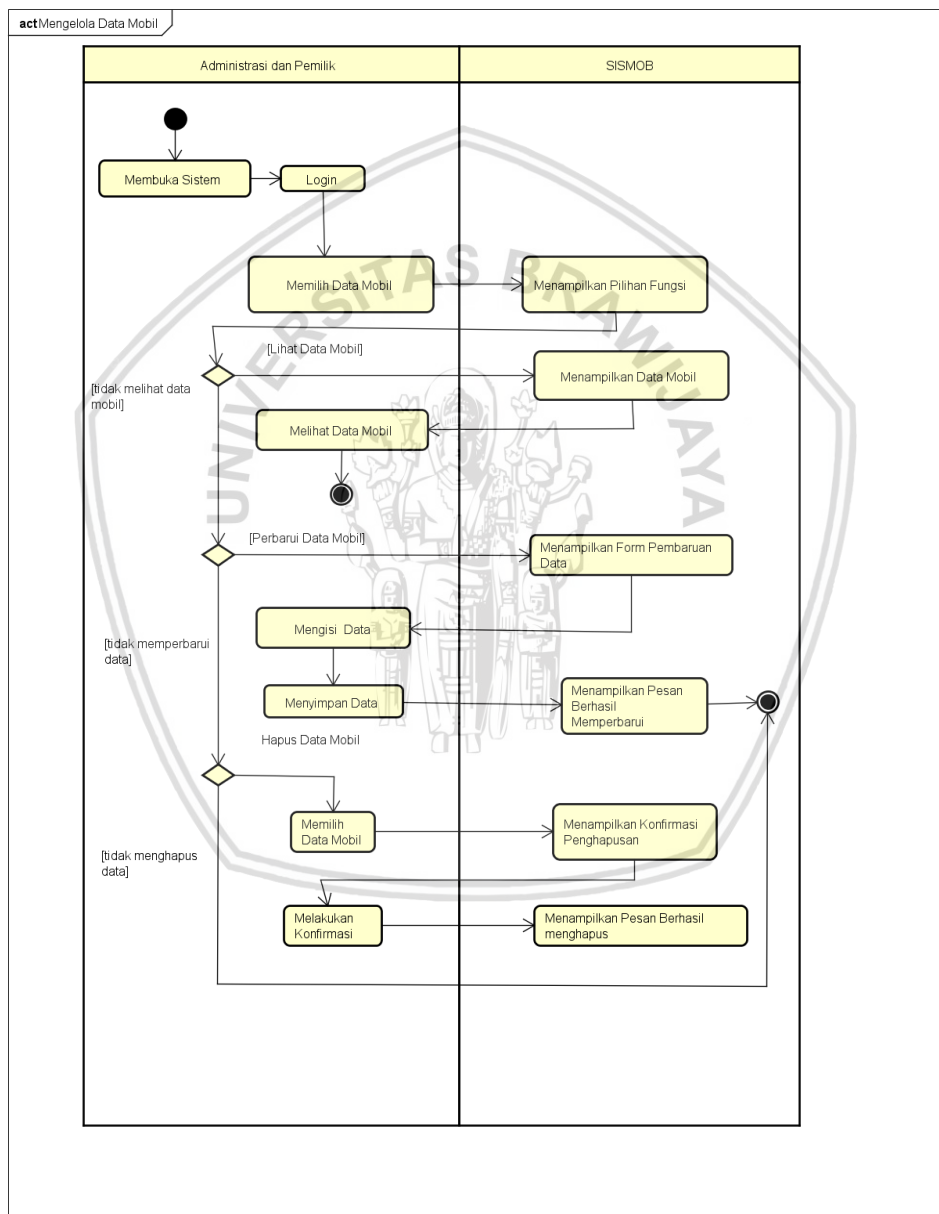 act Mengelola Data Mobil
Administrasi dan Pemilik
SISMOB
Membuka Sistem
Login
Memilih Data Mobil
Menampilkan Pilihan Fungsi
[Lihat Data Mobil]
Menampilkan Data Mobil
[tidak melihat data
mobil]
Melihat Data Mobil
[Perbarui Data Mobil]
Menampilkan Form Pembaruan
Data
Mengisi Data
[tidak memperbarui
data]
Menyimpan Data
Menampilkan Pesan
Berhasil
Memperbarui
Hapus Data Mobil
Memilih
Data Mobil
Menampilkan Konfirmasi
Penghapusan
[tidak menghapus
data]
Melakukan
Konfirmasi
Menampilkan Pesan Berhasil
menghapus
UNIVERSITAS BRAWIJAYA